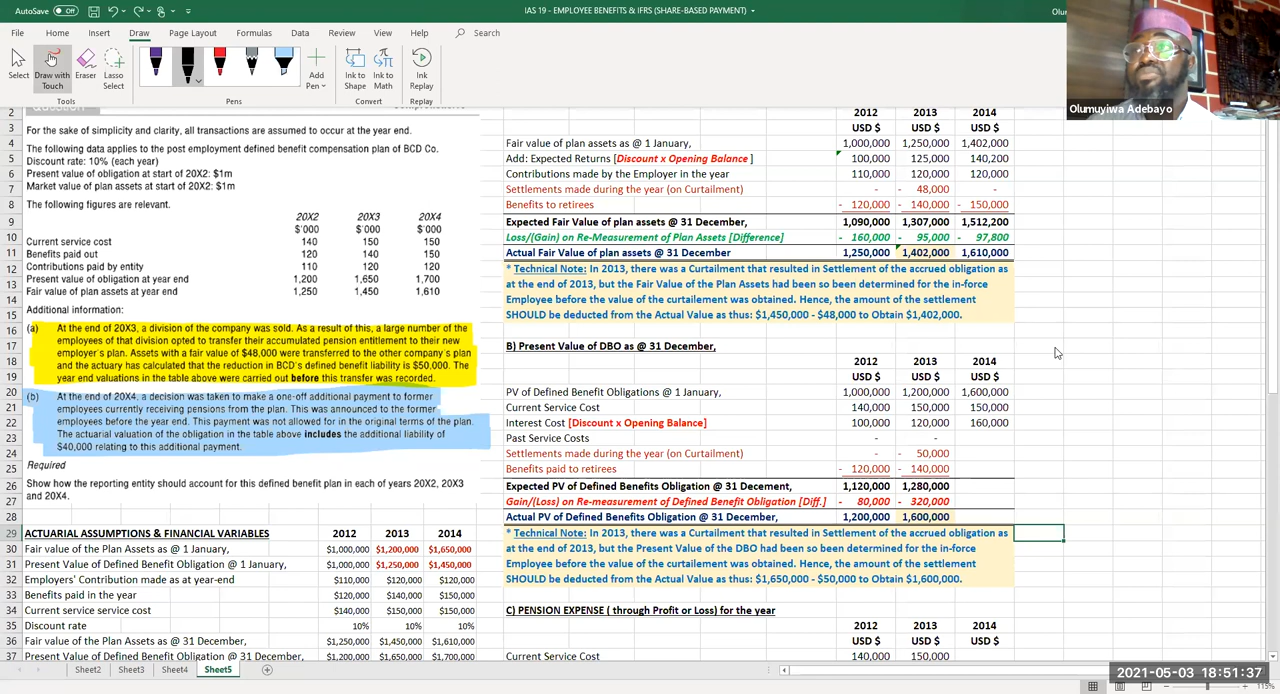 AutoSave Off
IAS 19 - EMPLOYEE BENEFITS & IFRS (SHARE-BASED PAYMENT)
Olu
File Home Insert Draw Page Layout Formulas Data Review View Help Search
Select Draw with Touch Eraser Lasso Select Add Pen Ink to Shape Ink to Math Ink Replay
Tools Pens Convert Replay
Olumuyiwa Adebayo
For the sake of simplicity and clarity, all transactions are assumed to occur at the year end.
The following data applies to the post employment defined benefit compensation plan of BCD Co.
Discount rate: 10% (each year)
Present value of obligation at start of 20X2: $1m
Market value of plan assets at start of 20X2: $1m
The following figures are relevant.
20X2 20X3 20X4
$'000 $'000 $'000
Current service cost 140 150 150
Benefits paid out 120 140 150
Contributions paid by entity 110 120 120
Present value of obligation at year end 1,200 1,650 1,700
Fair value of plan assets at year end 1,250 1,450 1,610
Additional information:
(a) At the end of 20X3, a division of the company was sold. As a result of this, a large number of the
employees of that division opted to transfer their accumulated pension entitlement to their new
employer's plan. Assets with a fair value of $48,000 were transferred to the other company's plan
and the actuary has calculated that the reduction in BCD's defined benefit liability is $50,000. The
year end valuations in the table above were carried out before this transfer was recorded.
(b) At the end of 20X4, a decision was taken to make a one-off additional payment to former
employees currently receiving pensions from the plan. This was announced to the former
employees before the year end. This payment was not allowed for in the original terms of the plan.
The actuarial valuation of the obligation in the table above includes the additional liability of
$40,000 relating to this additional payment.
Required
Show how the reporting entity should account for this defined benefit plan in each of years 20X2, 20X3
and 20X4.
ACTUARIAL ASSUMPTIONS & FINANCIAL VARIABLES 2012 2013 2014
Fair value of the Plan Assets as @ 1 January, $1,000,000 $1,200,000 $1,650,000
Present Value of Defined Benefit Obligation @ 1 January, $1,000,000 $1,250,000 $1,450,000
Employers' Contribution made as at year-end $110,000 $120,000 $120,000
Benefits paid in the year $120,000 $140,000 $150,000
Current service service cost $140,000 $150,000 $150,000
Discount rate 10% 10% 10%
Fair value of the Plan Assets as @ 31 December, $1,250,000 $1,450,000 $1,610,000
Present Value of Defined Benefit Obligation @ 31 December, $1,200,000 $1,650,000 $1,700,000
2012 2013 2014
USD $ USD $ USD $
Fair value of plan assets as @ 1 January, 1,000,000 1,250,000 1,402,000
Add: Expected Returns [Discount x Opening Balance ] 100,000 125,000 140,200
Contributions made by the Employer in the year 110,000 120,000 120,000
Settlements made during the year (on Curtailment) - - 48,000 -
Benefits to retirees - 120,000 - 140,000 - 150,000
Expected Fair Value of plan assets @ 31 December, 1,090,000 1,307,000 1,512,200
Loss/(Gain) on Re-Measurement of Plan Assets [Difference] - 160,000 - 95,000 - 97,800
Actual Fair Value of plan assets @ 31 December 1,250,000 1,402,000 1,610,000
* Technical Note: In 2013, there was a Curtailment that resulted in Settlement of the accrued obligation as
at the end of 2013, but the Fair Value of the Plan Assets had been so been determined for the in-force
Employee before the value of the curtailement was obtained. Hence, the amount of the settlement
SHOULD be deducted from the Actual Value as thus: $1,450,000 - $48,000 to Obtain $1,402,000.
B) Present Value of DBO as @ 31 December,
2012 2013 2014
USD $ USD $ USD $
PV of Defined Benefit Obligations @ 1 January, 1,000,000 1,200,000 1,600,000
Current Service Cost 140,000 150,000 150,000
Interest Cost [Discount x Opening Balance] 100,000 120,000 160,000
Past Service Costs - -
Settlements made during the year (on Curtailment) - - 50,000
Benefits paid to retirees - 120,000 - 140,000
Expected PV of Defined Benefits Obligation @ 31 Decement, 1,120,000 1,280,000
Gain/(Loss) on Re-measurement of Defined Benefit Obligation [Diff.] - 80,000 - 320,000
Actual PV of Defined Benefits Obligation @ 31 December, 1,200,000 1,600,000
* Technical Note: In 2013, there was a Curtailment that resulted in Settlement of the accrued obligation as
at the end of 2013, but the Present Value of the DBO had been so been determined for the in-force
Employee before the value of the curtailement was obtained. Hence, the amount of the settlement
SHOULD be deducted from the Actual Value as thus: $1,650,000 - $50,000 to Obtain $1,600,000.
C) PENSION EXPENSE ( through Profit or Loss) for the year
2012 2013 2014
USD $ USD $ USD $
Current Service Cost 140,000 150,000
Sheet2 Sheet3 Sheet4 Sheet5
2021-05-03 18:51:37
115%